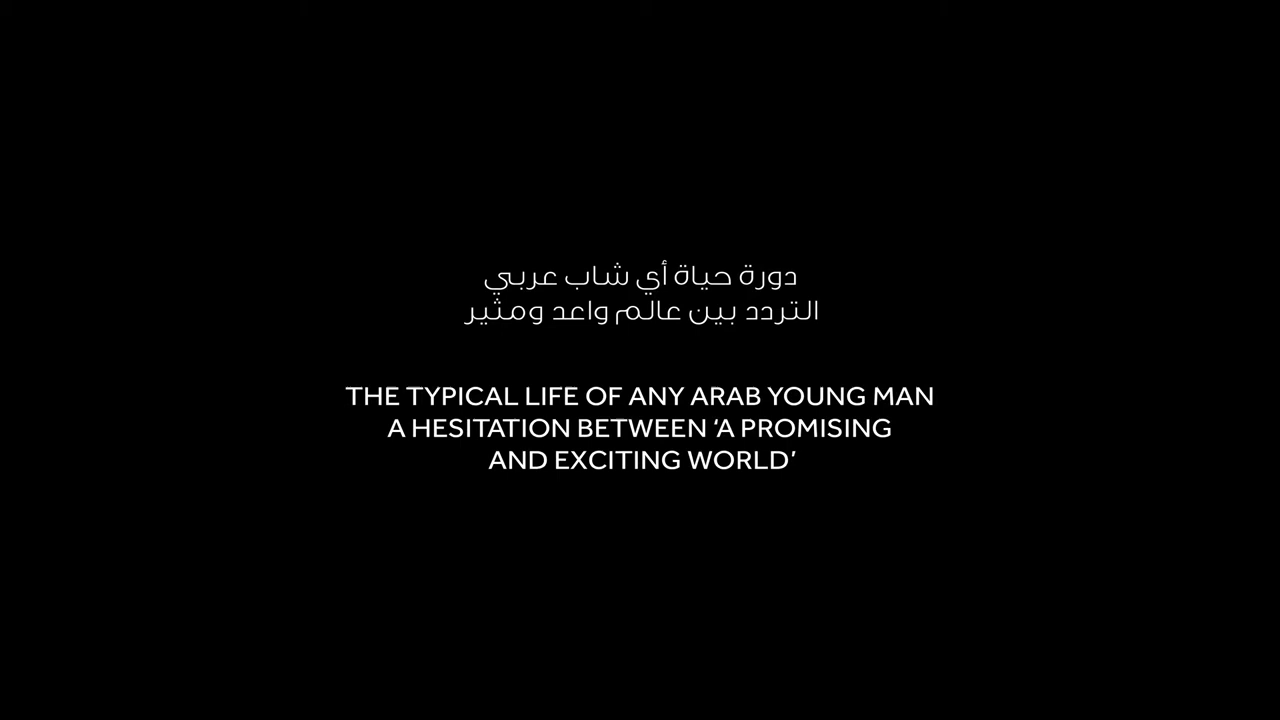 دورة حياة أي شاب عربي
التردد بين عالم واعد ومثير
THE TYPICAL LIFE OF ANY ARAB YOUNG MAN
A HESITATION BETWEEN ‘A PROMISING
AND EXCITING WORLD’